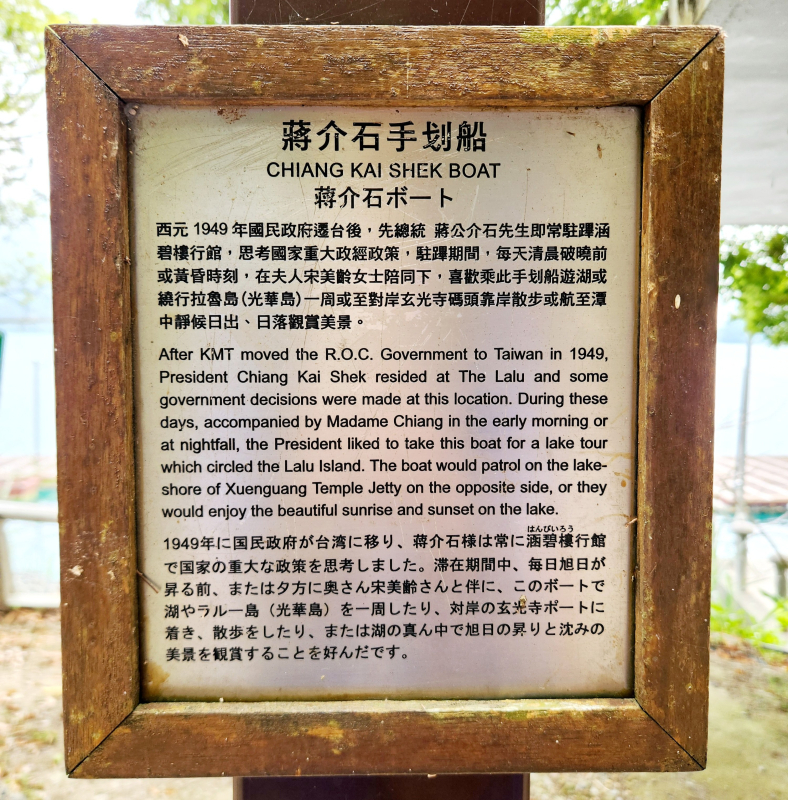 蔣介石手划船
CHIANG KAI SHEK BOAT
蒋介石ボート
西元 1949 年國民政府遷台後，先總統 蔣公介石先生即常駐蹕涵
碧樓行館，思考國家重大政經政策，駐蹕期間，每天清晨破曉前
或黃昏時刻，在夫人宋美齡女士陪同下，喜歡乘此手划船遊湖或
繞行拉魯島(光華島)一周或至對岸玄光寺碼頭靠岸散步或航至潭
中靜候日出、日落觀賞美景。
After KMT moved the R.O.C. Government to Taiwan in 1949,
President Chiang Kai Shek resided at The Lalu and some
government decisions were made at this location. During these
days, accompanied by Madame Chiang in the early morning or
at nightfall, the President liked to take this boat for a lake tour
which circled the Lalu Island. The boat would patrol on the lake-
shore of Xuenguang Temple Jetty on the opposite side, or they
would enjoy the beautiful sunrise and sunset on the lake.
はんぴいろう
1949年に国民政府が台湾に移り、蒋介石様は常に涵碧樓行館
で国家の重大な政策を思考しました。滞在期間中、毎日旭日が
昇る前、または夕方に奥さん宋美齢さんと伴に、このボートで
湖やラルー島（光華島）を一周したり、対岸の玄光寺ポートに
着き、散歩をしたり、または湖の真ん中で旭日の昇りと沈みの
美景を観賞することを好んだです。